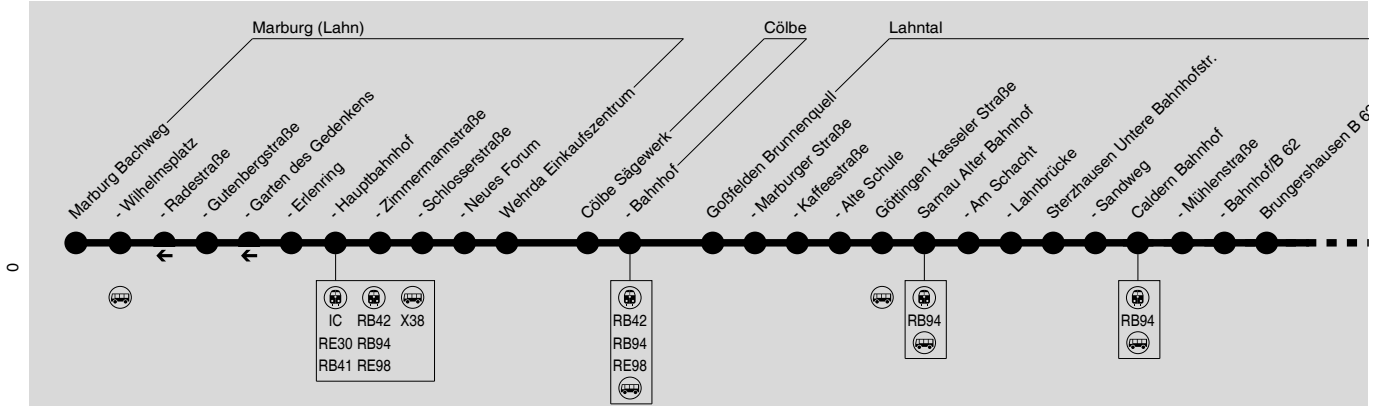 Marburg (Lahn)
Cölbe
Lahntal
Marburg Bachweg
- Wilhelmsplatz
- Radestraße
- Gutenbergstraße
- Garten des Gedenkens
- Erlenring
- Hauptbahnhof
- Zimmermannstraße
- Schlosserstraße
- Neues Forum
Wehrda Einkaufszentrum
Cölbe Sägewerk
- Bahnhof
Goßfelden Brunnenquell
- Marburger Straße
- Kaffeestraße
- Alte Schule
Göttingen Kasseler Straße
Sarnau Alter Bahnhof
- Am Schacht
- Lahnbrücke
Sterzhausen Untere Bahnhofstr.
- Sandweg
Caldern Bahnhof
- Mühlenstraße
- Bahnhof/B 62
Brungershausen B
0
IC RB42 X38
RE30 RB94
RB41 RE98
RB42
RB94
RE98
RB94
RB94